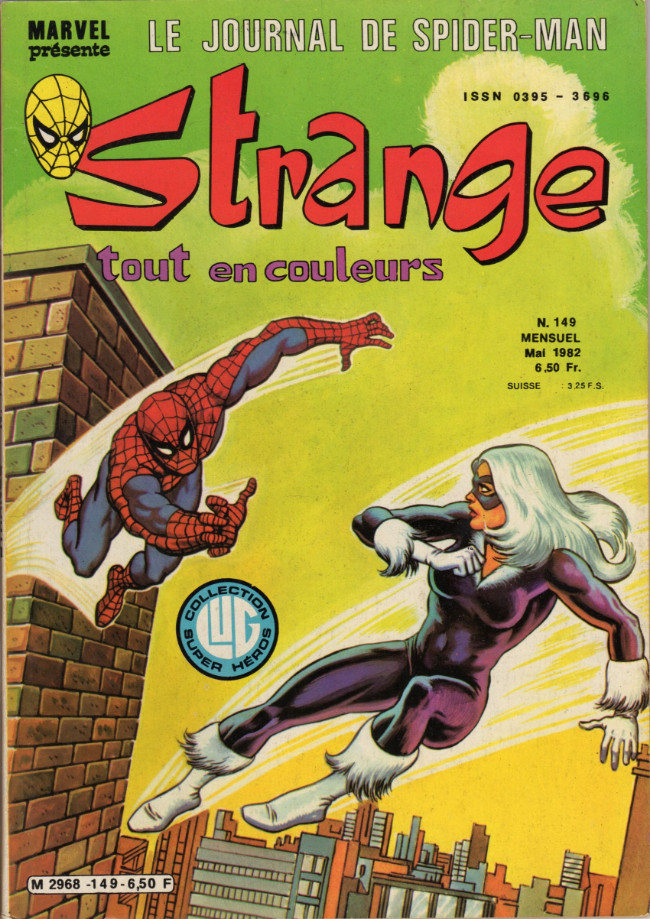 MARVEL
présente
LE JOURNAL DE SPIDER-MAN
ISSN 0395 - 3696
Strange
tout en couleurs
N. 149
MENSUEL
Mai 1982
6,50 Fr.
SUISSE : 3,25 F.S.
COLLECTION
LUG
SUPER HÉROS
M 2968 - 149 - 6,50 F